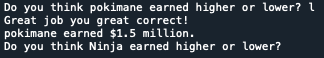 Do you think pokimane earned higher or lower? l
Great job you great correct!
pokimane earned $1.5 million.
Do you think Ninja earned higher or lower?